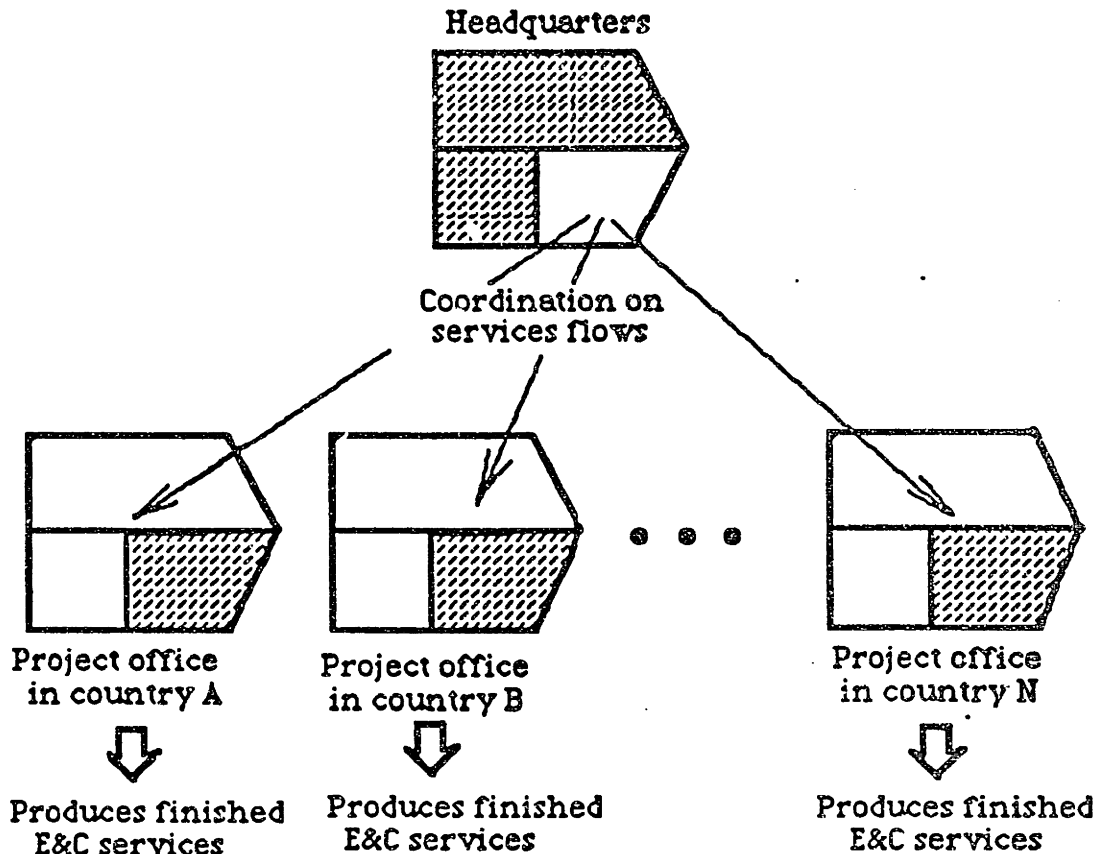 Headquarters
Coordination on
services flows
Project office
in country A
Project office
in country B
Project office
in country N
Produces finished
E&C services
Produces finished
E&C services
Produces finished
E&C services